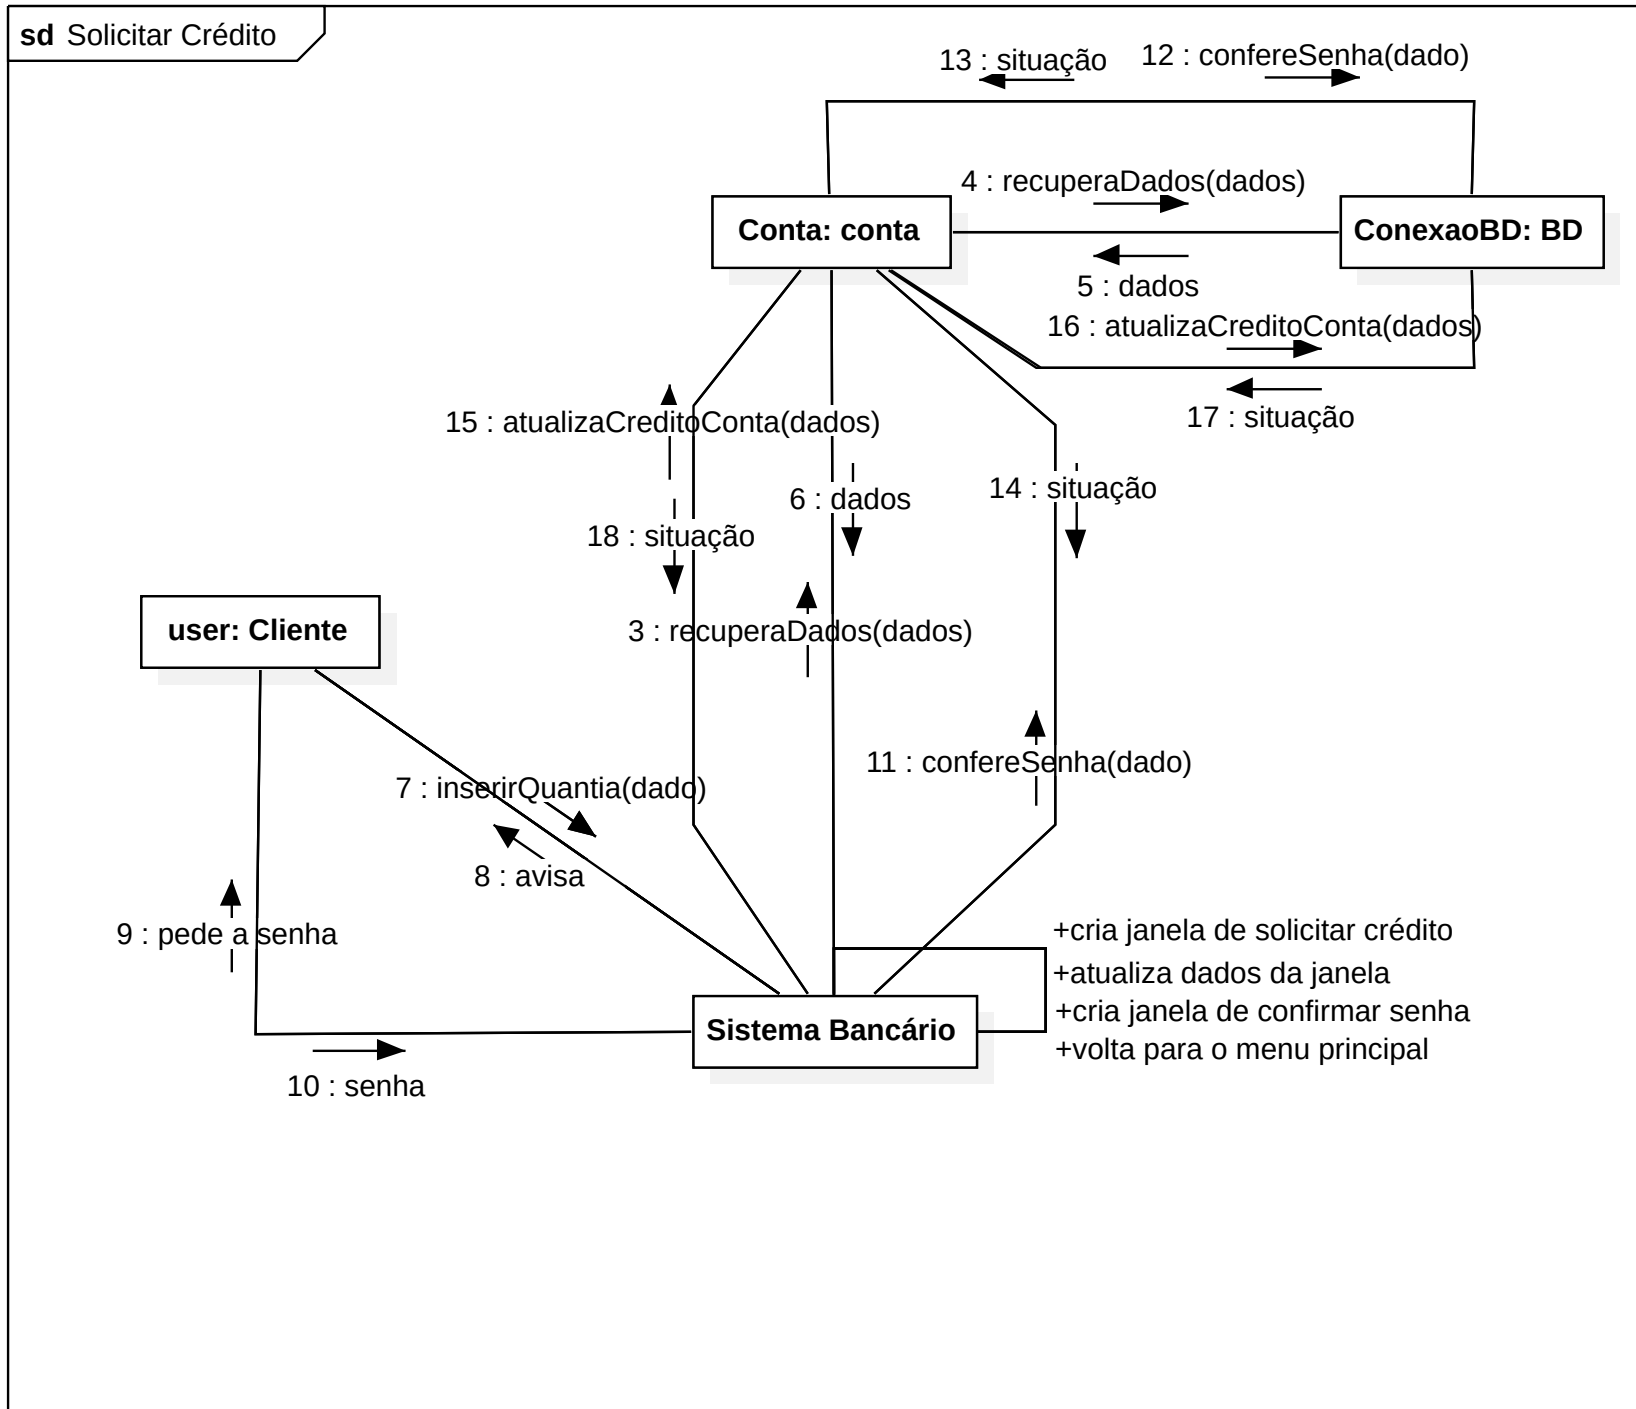 sd Solicitar Crédito
13 : situação
12 : confereSenha(dado)
4 : recuperaDados(dados)
Conta: conta
ConexaoBD: BD
5 : dados
16 : atualizaCreditoConta(dados)
17 : situação
15 : atualizaCreditoConta(dados)
6 : dados
14 : situação
18 : situação
3 : recuperaDados(dados)
user: Cliente
11 : confereSenha(dado)
7 : inserirQuantia(dado)
8 : avisa
9 : pede a senha
+cria janela de solicitar crédito
+atualiza dados da janela
+cria janela de confirmar senha
+volta para o menu principal
Sistema Bancário
10 : senha